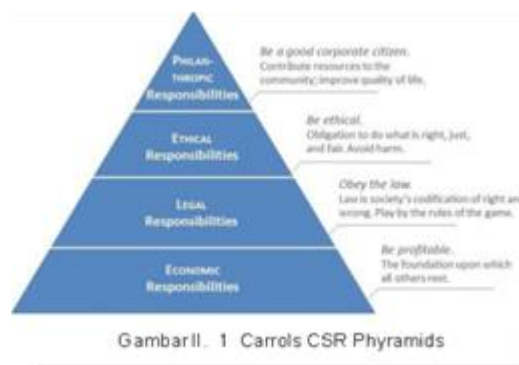 PHILAN-
THROPIC
Responsibilities
Be a good corporate citizen.
Contribute resources to the
community; improve quality of life.
ETHICAL
Responsibilities
Be ethical.
Obligation to do what is right, just,
and fair. Avoid harm.
LEGAL
Responsibilities
Obey the law.
Law is society's codification of right an
wrong. Play by the rules of the game.
ECONOMIC
Responsibilities
Be profitable.
The foundation upon which
all others rest.
Gambar II. 1 Carrols CSR Phyramids